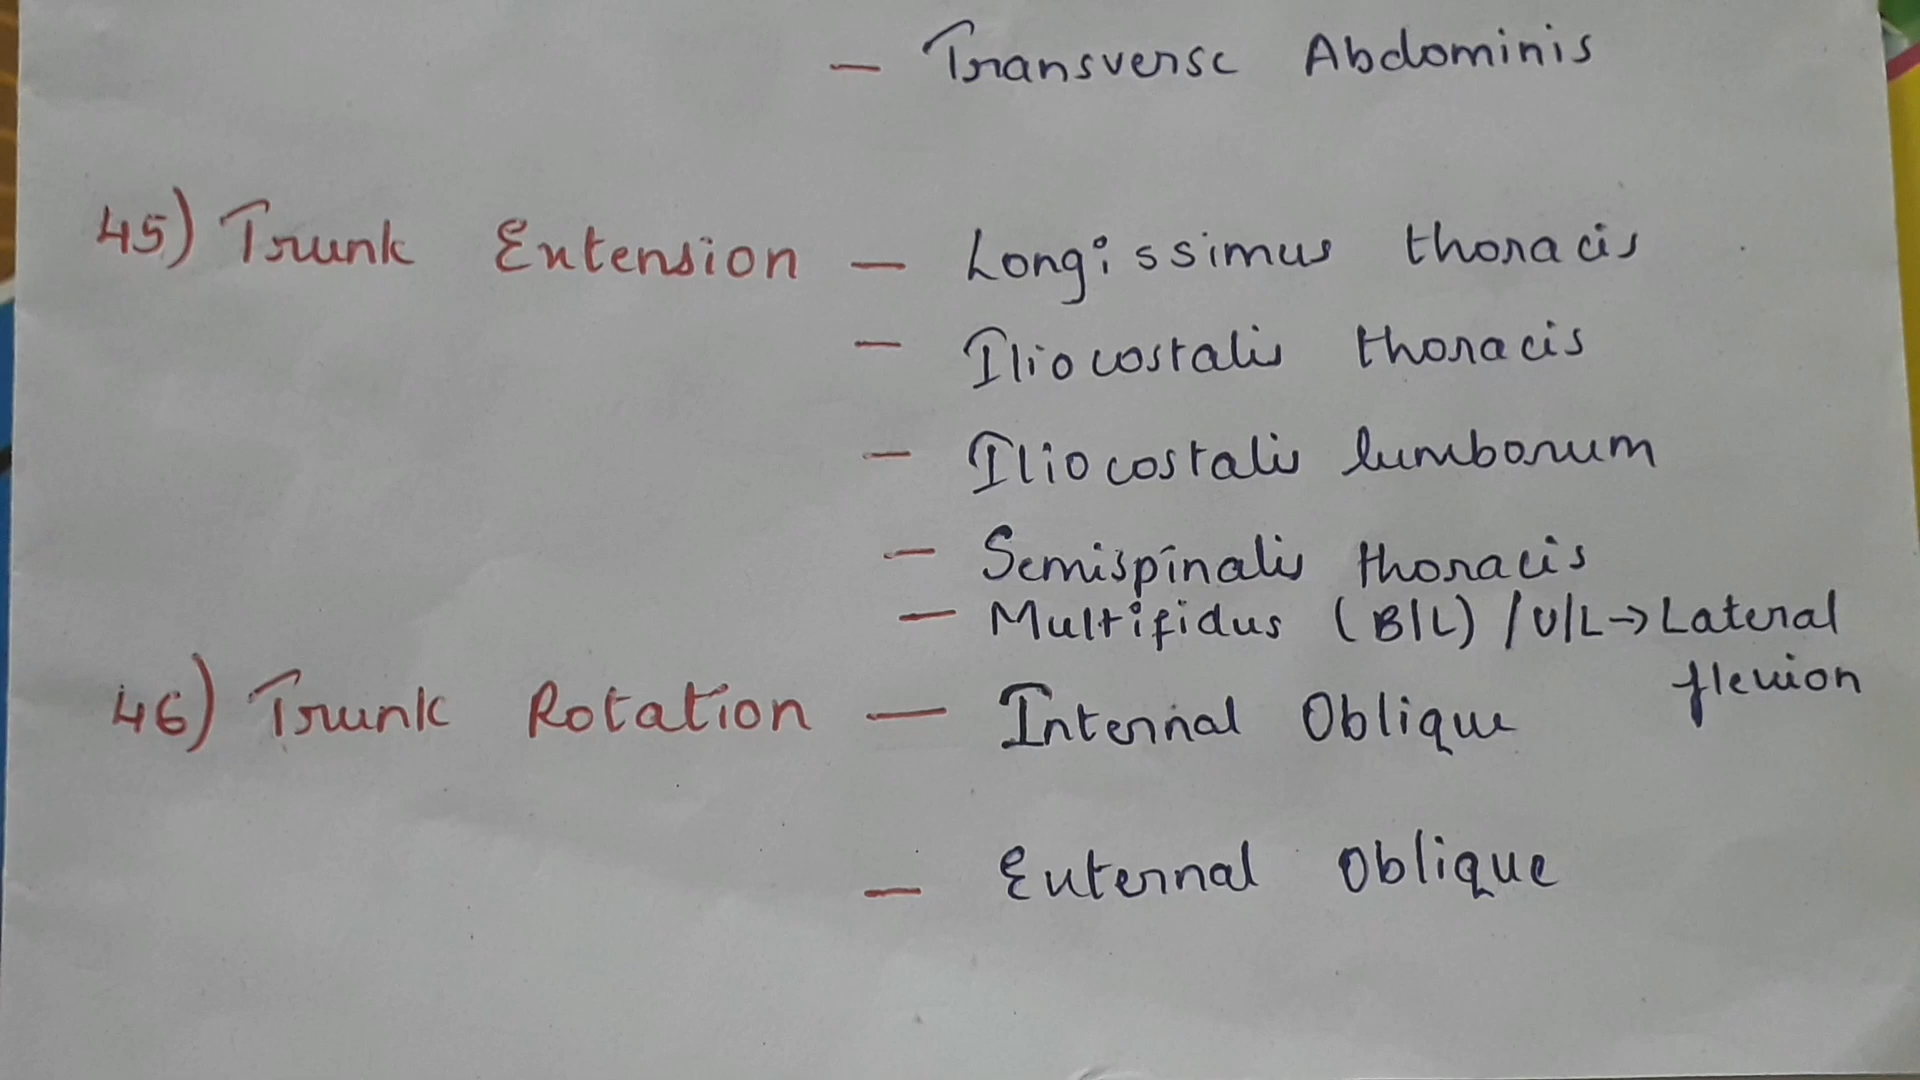 - Transverse Abdominis
45) Trunk Extension - Longissimus thoracis
- Iliocostalis thoracis
- Iliocostalis lumborum
- Semispinalis thoracis
- Multifidus (B/L) /U/L→Lateral
flexion
46) Trunk Rotation - Internal Oblique
- External Oblique